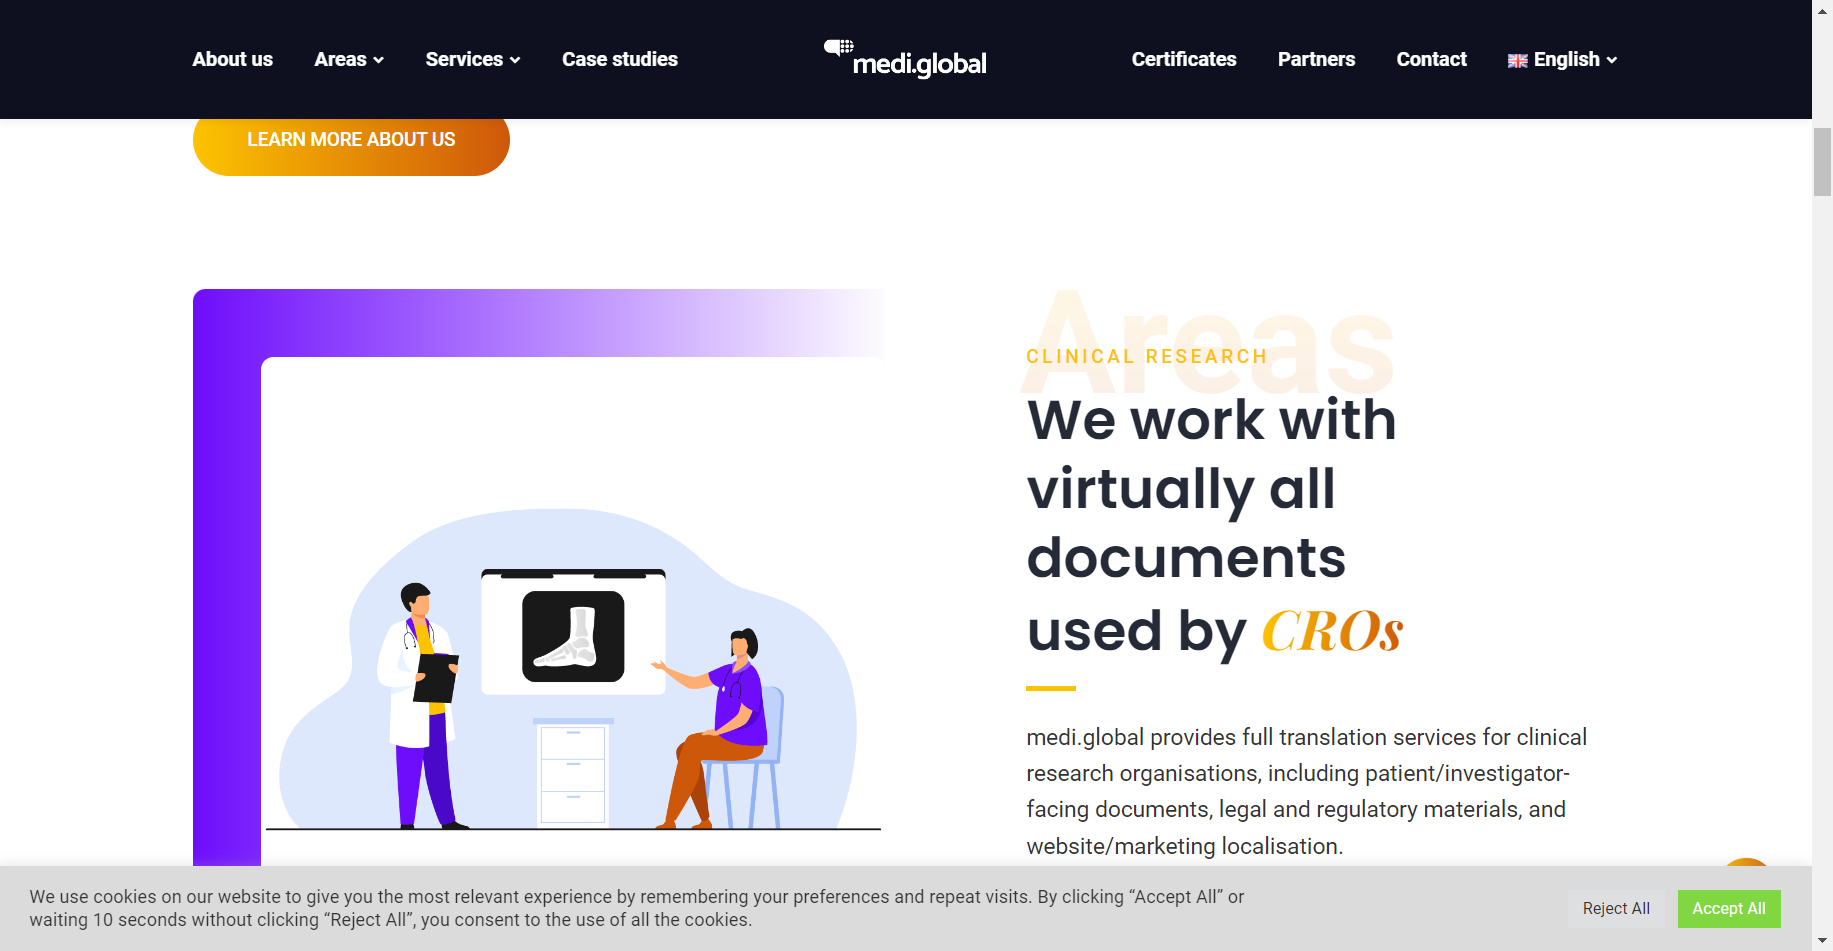 About us
Areas
Services
Case studies
medi.global
Certificates
Partners
Contact
English
LEARN MORE ABOUT US
Areas
CLINICAL RESEARCH
We work with
virtually all
documents
used by CROs
medi.global provides full translation services for clinical
research organisations, including patient/investigator-
facing documents, legal and regulatory materials, and
website/marketing localisation.
We use cookies on our website to give you the most relevant experience by remembering your preferences and repeat visits. By clicking “Accept All” or
waiting 10 seconds without clicking “Reject All”, you consent to the use of all the cookies.
Reject All
Accept All